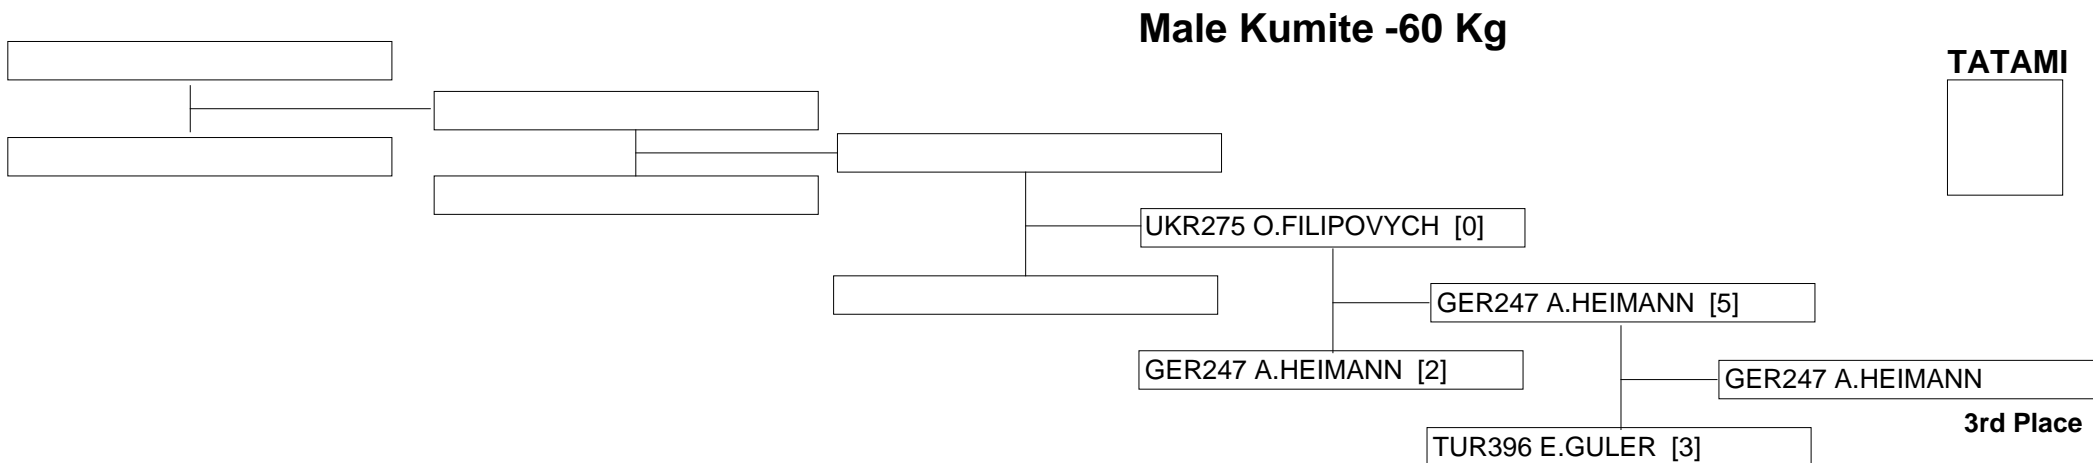 Male Kumite -60 Kg
TATAMI
UKR275 O.FILIPOVYCH [0]
GER247 A.HEIMANN [5]
GER247 A.HEIMANN [2]
GER247 A.HEIMANN
3rd Place
TUR396 E.GULER [3]